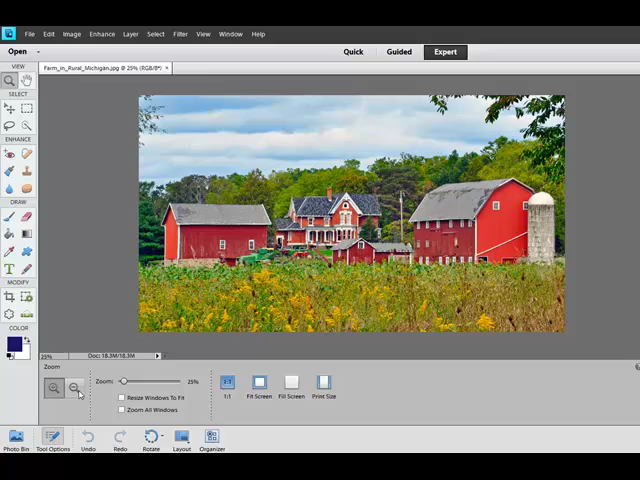 File Edit Image Enhance Layer Select Filter View Window Help
Open
Quick Guided Expert
VIEW
Farm_in_Rural_Michigan.jpg @ 25% (RGB/8*) ×
SELECT
ENHANCE
DRAW
T
MODIFY
COLOR
25% Doc: 18.3M/18.3M
Zoom
Zoom: 25%
1:1
1:1 Fit Screen Fill Screen Print Size
Resize Windows To Fit
Zoom All Windows
Photo Bin Tool Options Undo Redo Rotate Layout Organizer